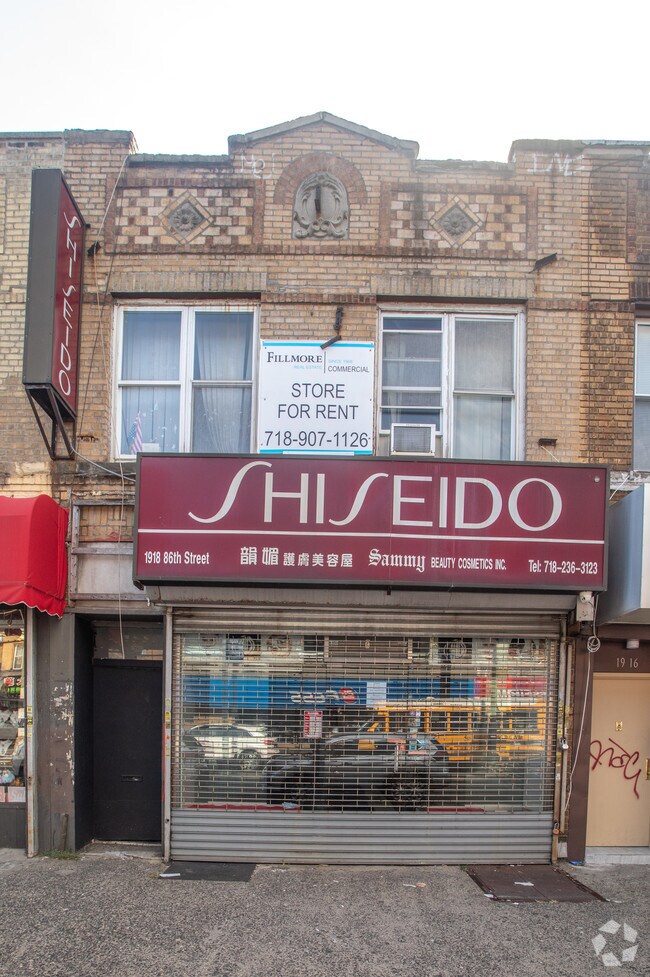 SHISEIDO
FILLMORE
REAL ESTATE
SINCE 1966
COMMERCIAL
STORE
FOR RENT
718-907-1126
SHISEIDO
1918 86th Street 韻媚 護膚美容屋 Sammy BEAUTY COSMETICS INC. Tel: 718-236-3123
1916